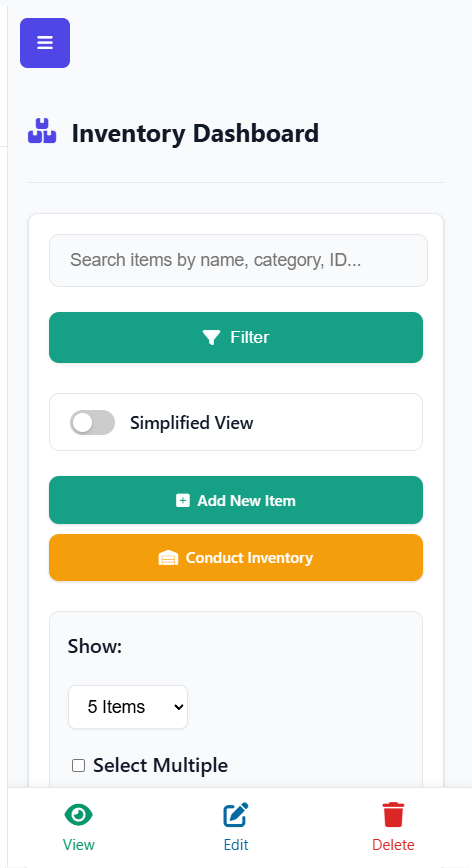 Inventory Dashboard
Search items by name, category, ID...
Filter
Simplified View
Add New Item
Conduct Inventory
Show:
5 Items
Select Multiple
View Edit Delete